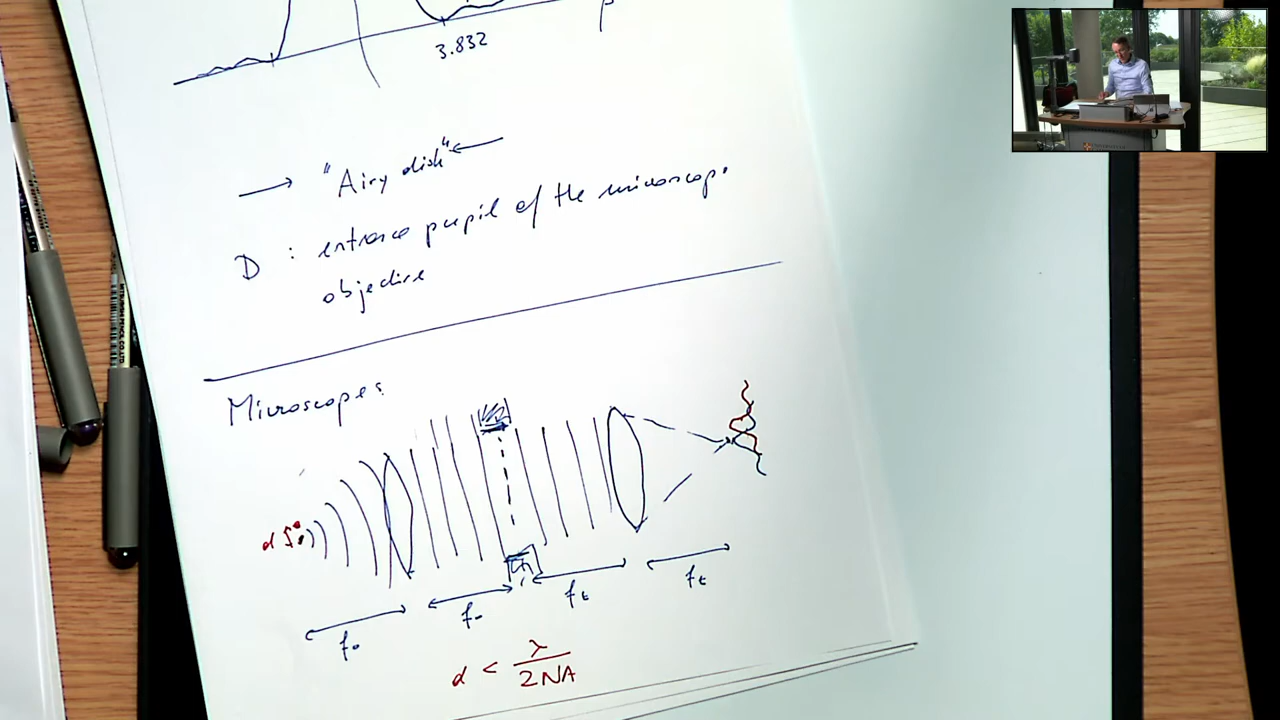 3.832
→ "Airy disk" ←
D : entrance pupil of the microscope
objective
Microscopes:
d
f₀ f₀ fₜ fₜ
d < λ / 2NA